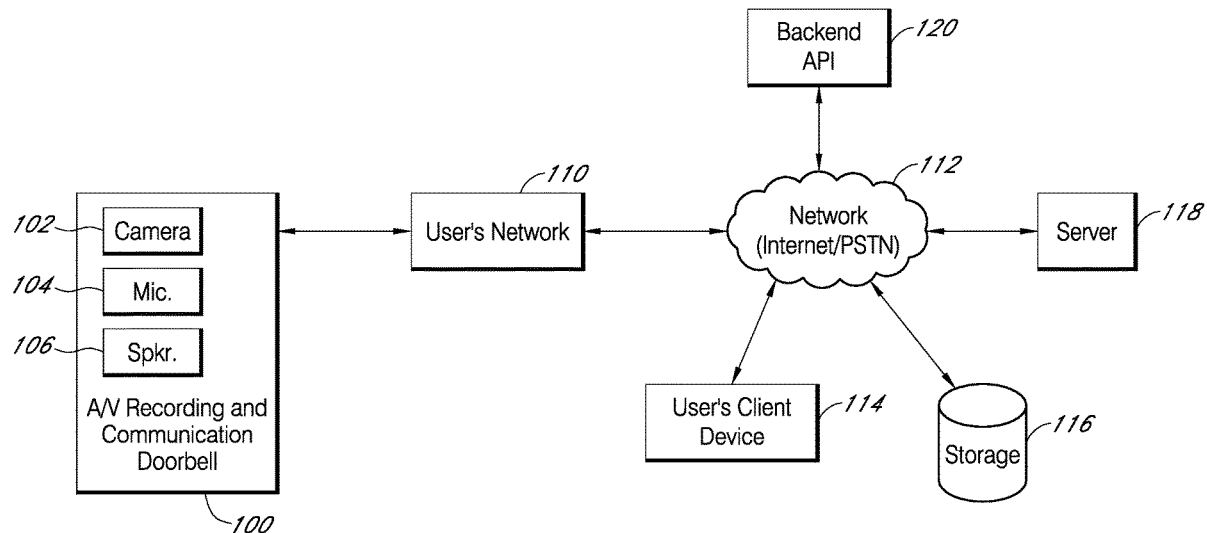 Backend
API
120
110
112
User's Network
Network
(Internet/PSTN)
Server
118
102
Camera
104
Mic.
106
Spkr.
A/V Recording and
Communication
Doorbell
100
User's Client
Device
114
Storage
116